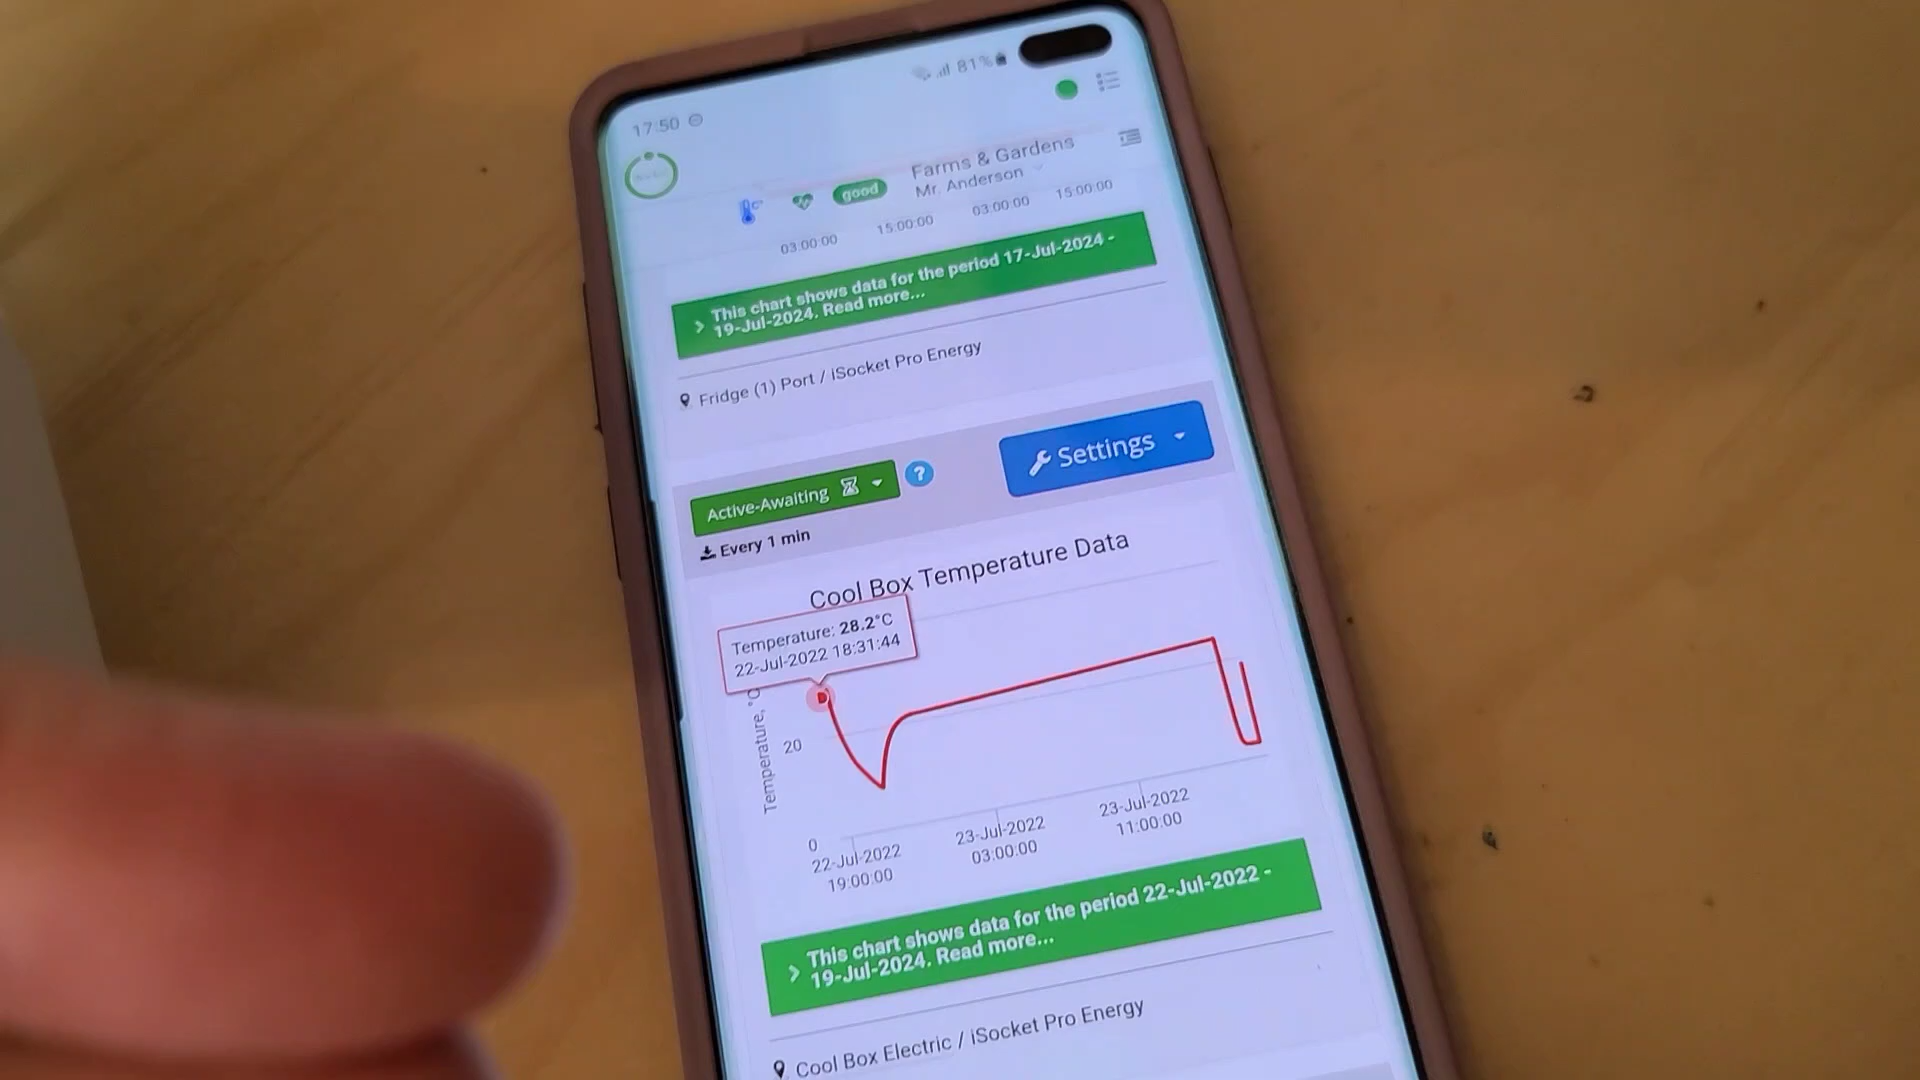 17:50
81%
Farms & Gardens
Mr. Anderson
good
03:00:00 15:00:00 03:00:00 15:00:00
This chart shows data for the period 17-Jul-2024 -
19-Jul-2024. Read more...
Fridge (1) Port / iSocket Pro Energy
Active-Awaiting
?
Settings
Every 1 min
Cool Box Temperature Data
Temperature: 28.2°C
22-Jul-2022 18:31:44
Temperature, °C
20
0
22-Jul-2022
19:00:00
23-Jul-2022
03:00:00
23-Jul-2022
11:00:00
This chart shows data for the period 22-Jul-2022 -
19-Jul-2024. Read more...
Cool Box Electric / iSocket Pro Energy